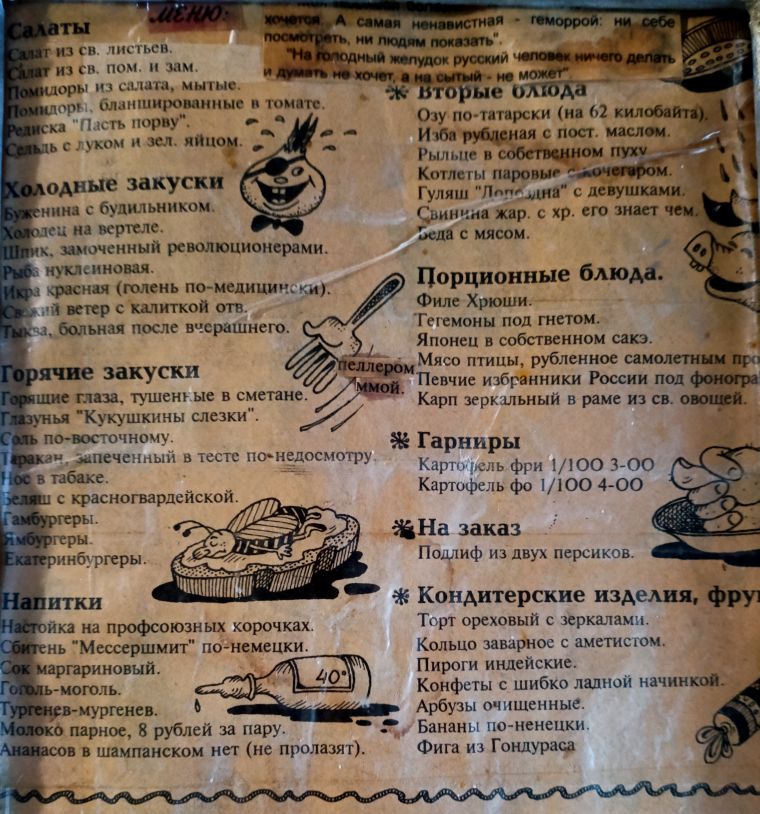 МЕНЮ:
хочется. А самая ненавистная - геморрой: ни себе
посмотреть, ни людям показать".
"На голодный желудок русский человек ничего делать
и думать не хочет, а на сытый - не может".
Салаты
Салат из св. листьев.
Салат из св. пом. и зам.
Помидоры из салата, мытые.
Помидоры, бланшированные в томате.
Редиска "Пасть порву".
Сельдь с луком и зел. яйцом.
Холодные закуски
Буженина с будильником.
Холодец на вертеле.
Шпик, замоченный революционерами.
Рыба нуклеиновая.
Икра красная (голень по-медицински).
Свежий ветер с калиткой отв.
Тыква, больная после вчерашнего.
Горячие закуски
Горящие глаза, тушенные в сметане.
Глазунья "Кукушкины слезки".
Соль по-восточному.
Таракан, запеченный в тесте по-недосмотру.
Нос в табаке.
Беляш с красногвардейской.
Гамбургеры.
Ямбургеры.
Екатеринбургеры.
Напитки
Настойка на профсоюзных корочках.
Сбитень "Мессершмит" по-немецки.
Сок маргариновый.
Гоголь-моголь.
Тургенев-мургенев.
Молоко парное, 8 рублей за пару.
Ананасов в шампанском нет (не пролазят).
40°
пеллером
ммой.
Вторые блюда
Озу по-татарски (на 62 килобайта).
Изба рубленая с пост. маслом.
Рыльце в собственном пуху
Котлеты паровые с кочегаром.
Гуляш "Допоздна" с девушками.
Свинина жар. с хр. его знает чем.
Беда с мясом.
Порционные блюда.
Филе Хрюши.
Гегемоны под гнетом.
Японец в собственном сакэ.
Мясо птицы, рубленное самолетным про
Певчие избранники России под фоногра
Карп зеркальный в раме из св. овощей.
Гарниры
Картофель фри 1/1ОО 3-ОО
Картофель фо 1/1ОО 4-ОО
На заказ
Подлиф из двух персиков.
Кондитерские изделия, фру
Торт ореховый с зеркалами.
Кольцо заварное с аметистом.
Пироги индейские.
Конфеты с шибко ладной начинкой.
Арбузы очищенные.
Бананы по-ненецки.
Фига из Гондураса